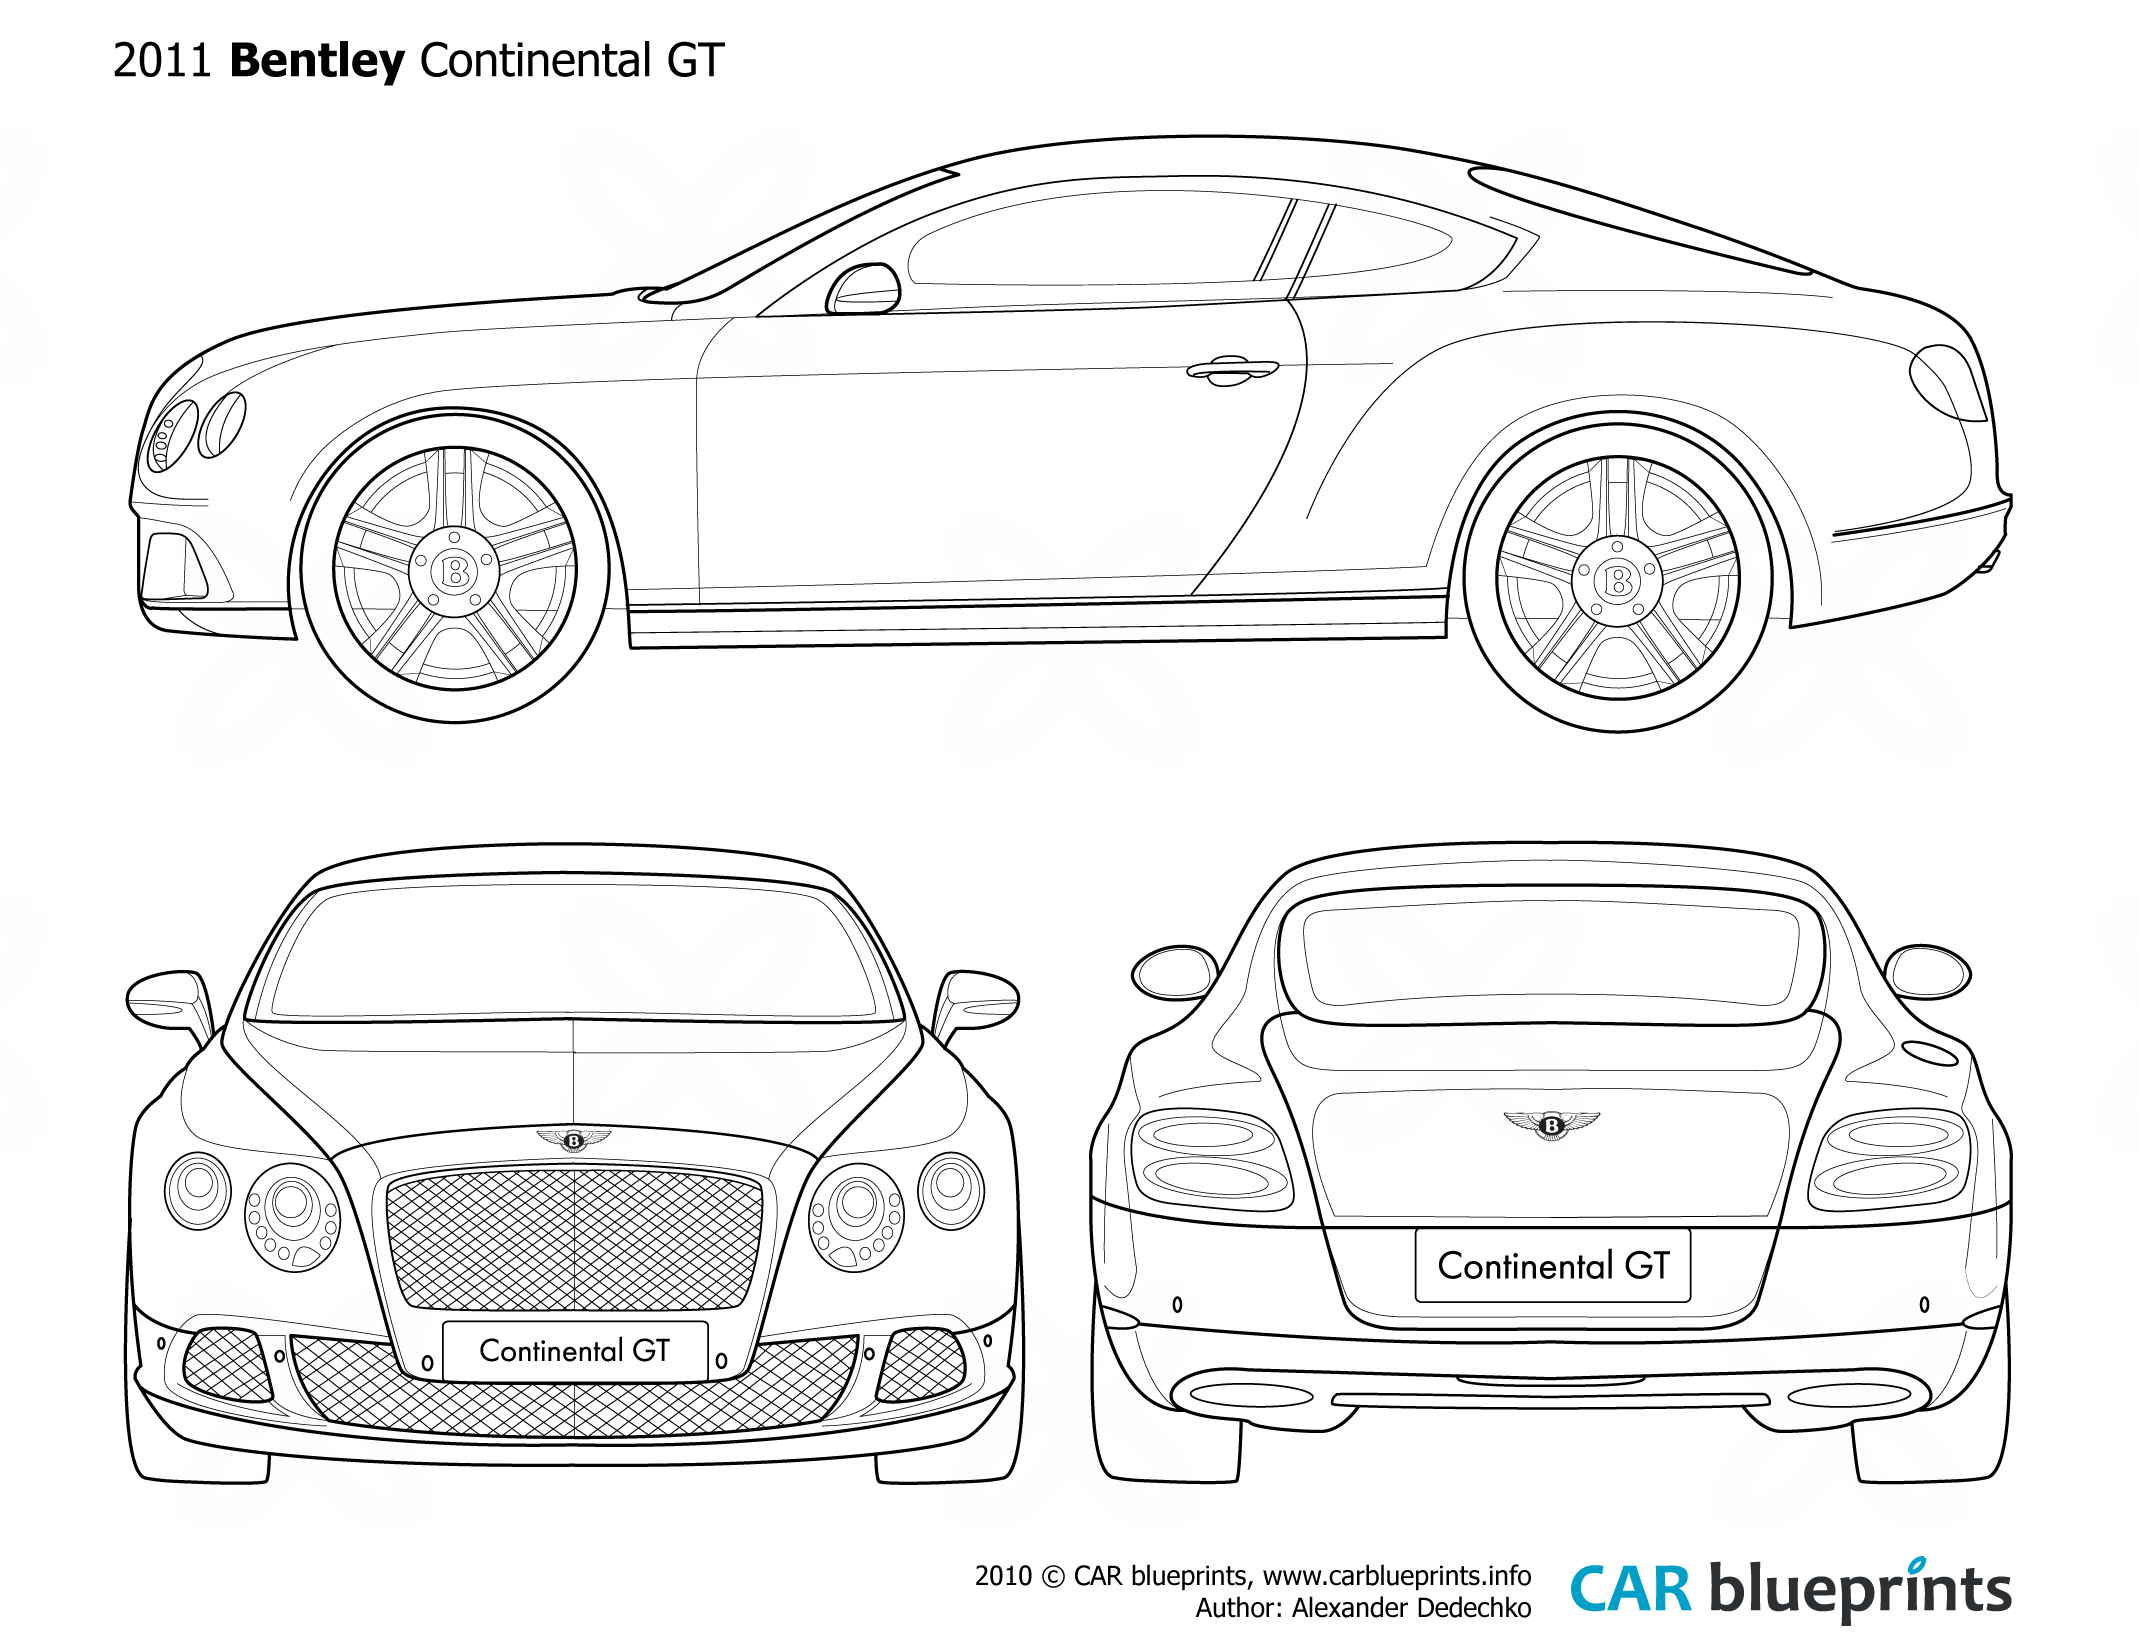 2011 Bentley Continental GT
B
B
B
B
Continental GT
Continental GT
2010 © CAR blueprints, www.carblueprints.info
Author: Alexander Dedechko
CAR blueprints